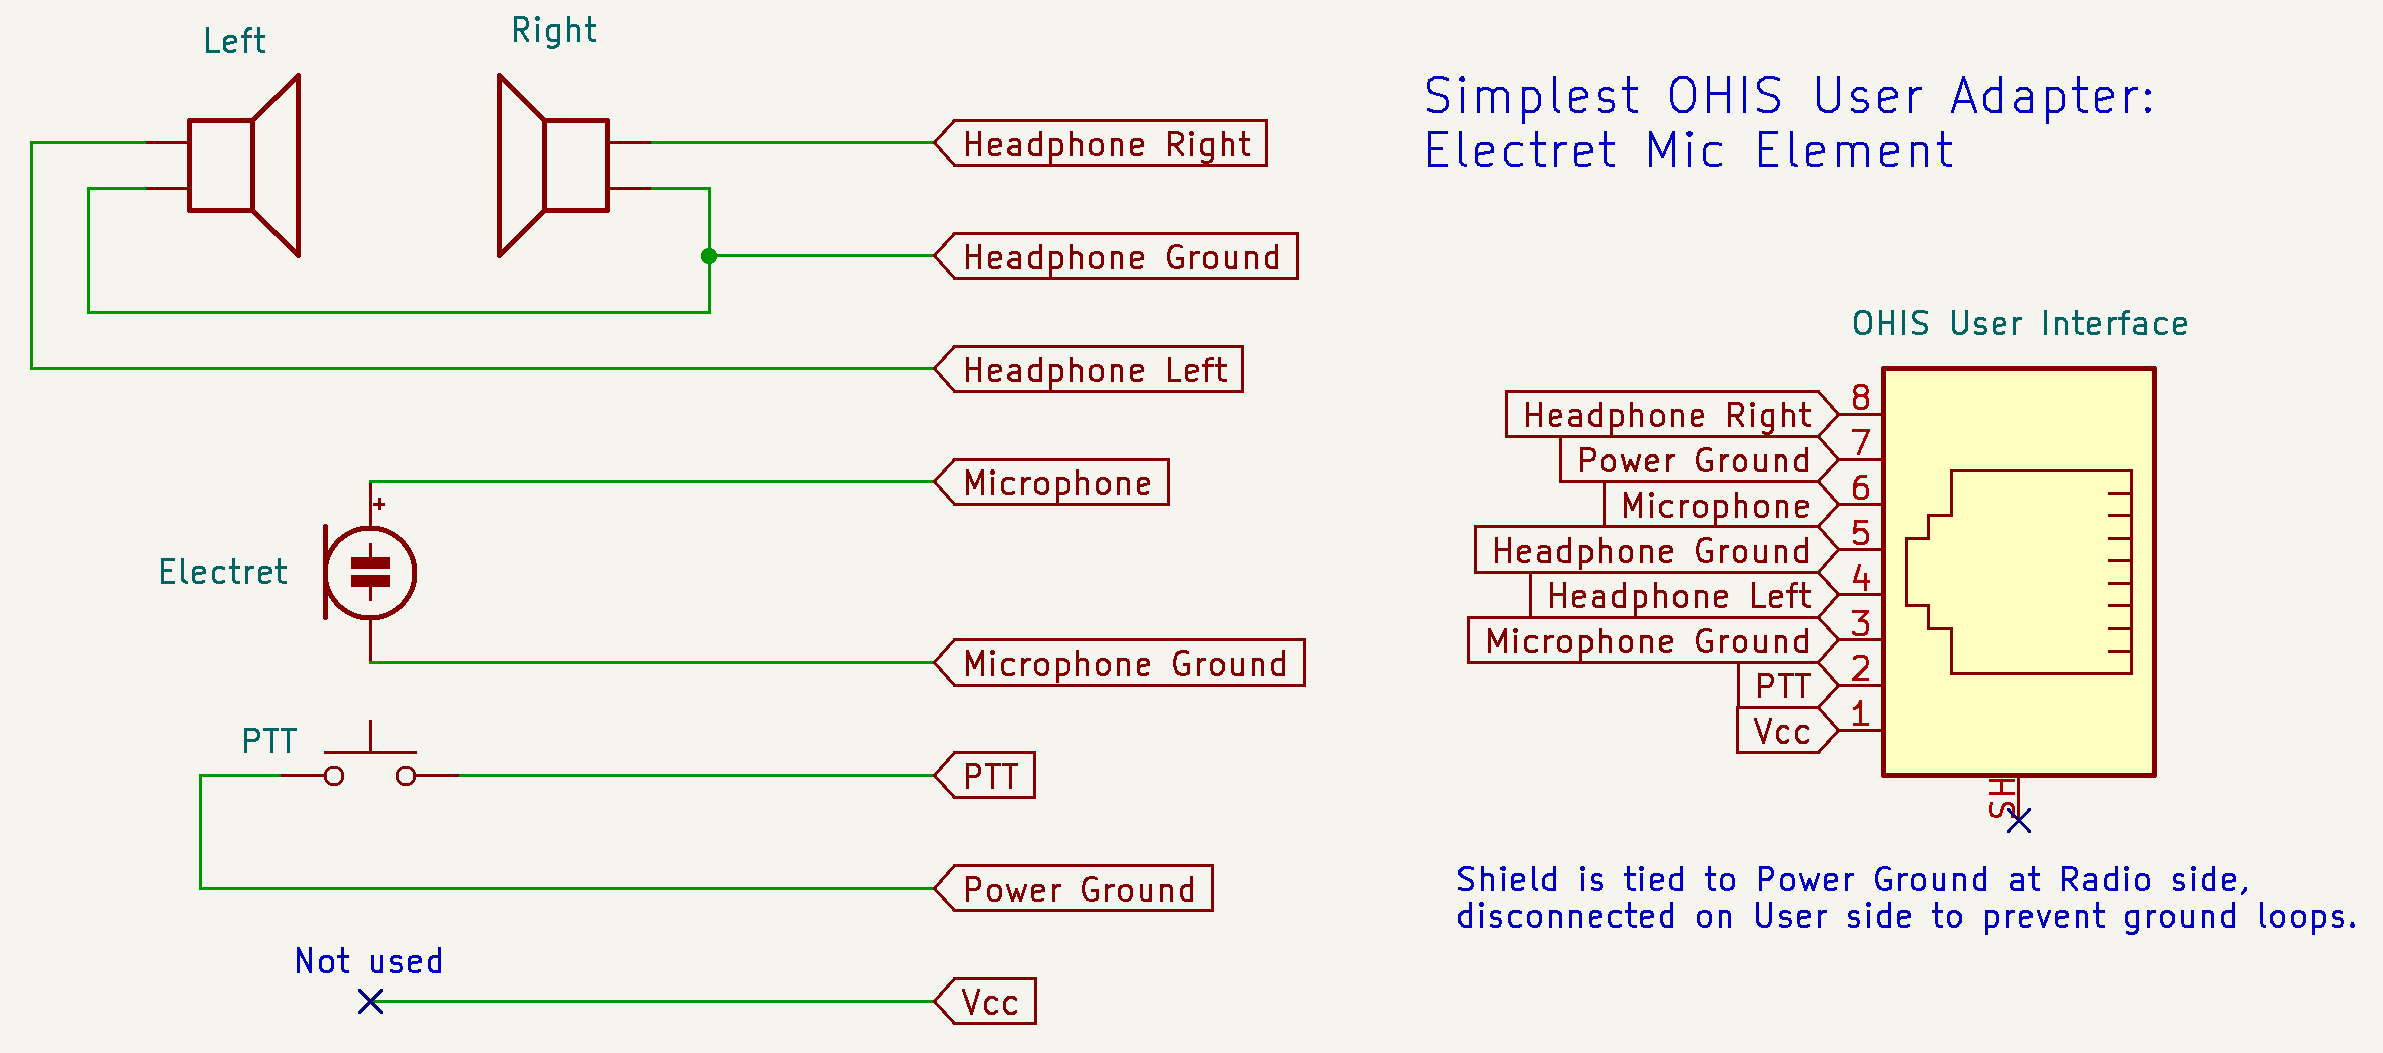 Left
Right
Headphone Right
Headphone Ground
Headphone Left
Microphone
+
Electret
Microphone Ground
PTT
PTT
Power Ground
Not used
Vcc
Simplest OHIS User Adapter:
Electret Mic Element
OHIS User Interface
Headphone Right 8
Power Ground 7
Microphone 6
Headphone Ground 5
Headphone Left 4
Microphone Ground 3
PTT 2
Vcc 1
SH
Shield is tied to Power Ground at Radio side,
disconnected on User side to prevent ground loops.